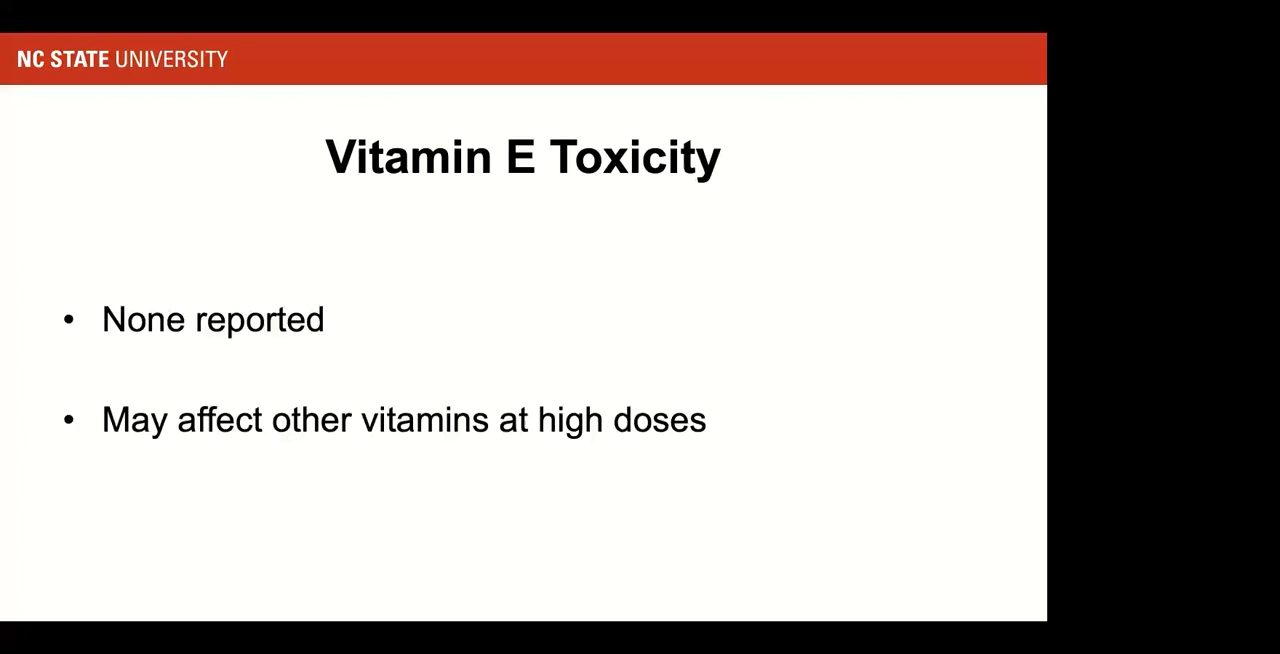 NC STATE UNIVERSITY
Vitamin E Toxicity
• None reported
• May affect other vitamins at high doses